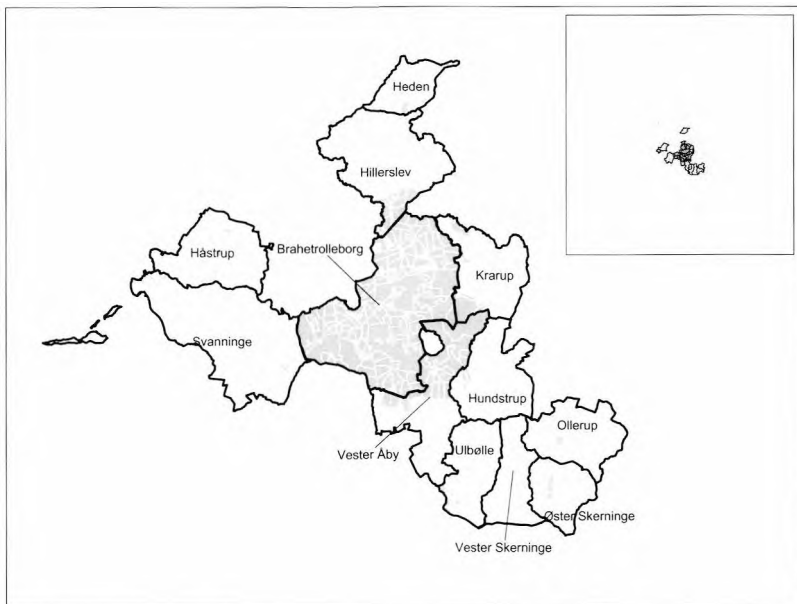 Heden
Hillerslev
Brahetrolleborg
Håstrup
Krarup
Svanninge
Hundstrup
Ollerup
Vester Åby
Ulbølle
Øster Skerninge
Vester Skerninge